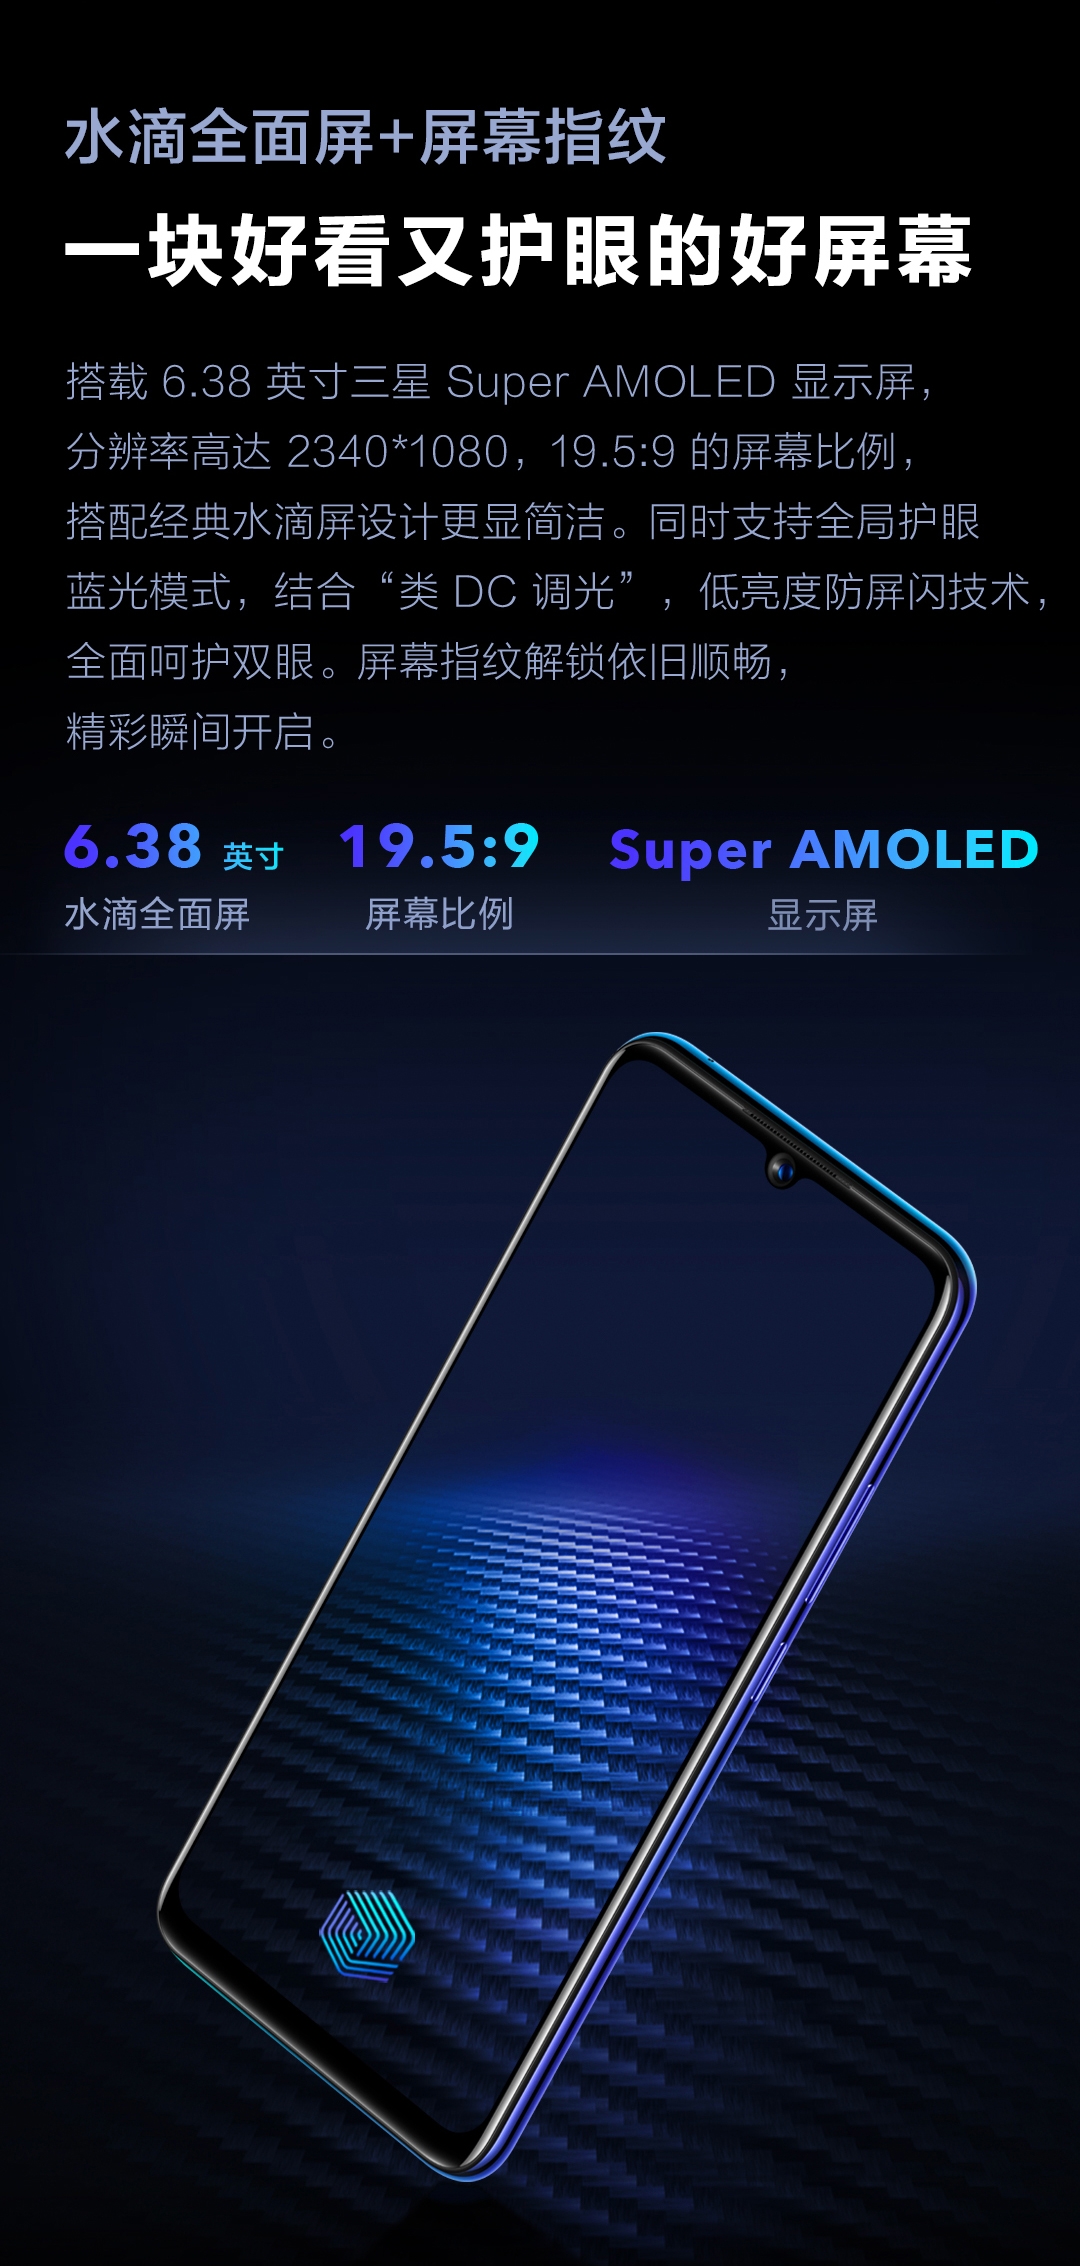 水滴全面屏+屏幕指纹
一块好看又护眼的好屏幕
搭载 6.38 英寸三星 Super AMOLED 显示屏，
分辨率高达 2340*1080，19.5:9 的屏幕比例，
搭配经典水滴屏设计更显简洁。同时支持全局护眼
蓝光模式，结合“类 DC 调光”，低亮度防屏闪技术，
全面呵护双眼。屏幕指纹解锁依旧顺畅，
精彩瞬间开启。
6.38 英寸 19.5:9 Super AMOLED
水滴全面屏 屏幕比例 显示屏